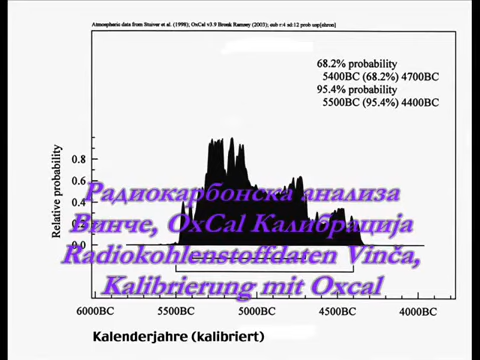 Atmospheric data from Stuiver et al. (1998); OxCal v3.9 Bronk Ramsey (2003); cub r:4 sd:12 prob usp[chron]
68.2% probability
5400BC (68.2%) 4700BC
95.4% probability
5500BC (95.4%) 4400BC
Relative probability
0.8
0.6
0.4
0.2
0.0
Радиокарбонска анализа
Винче, OxCal Калибрација
Radiokohlenstoffdaten Vinča,
Kalibrierung mit Oxcal
6000BC 5500BC 5000BC 4500BC 4000BC
Kalenderjahre (kalibriert)